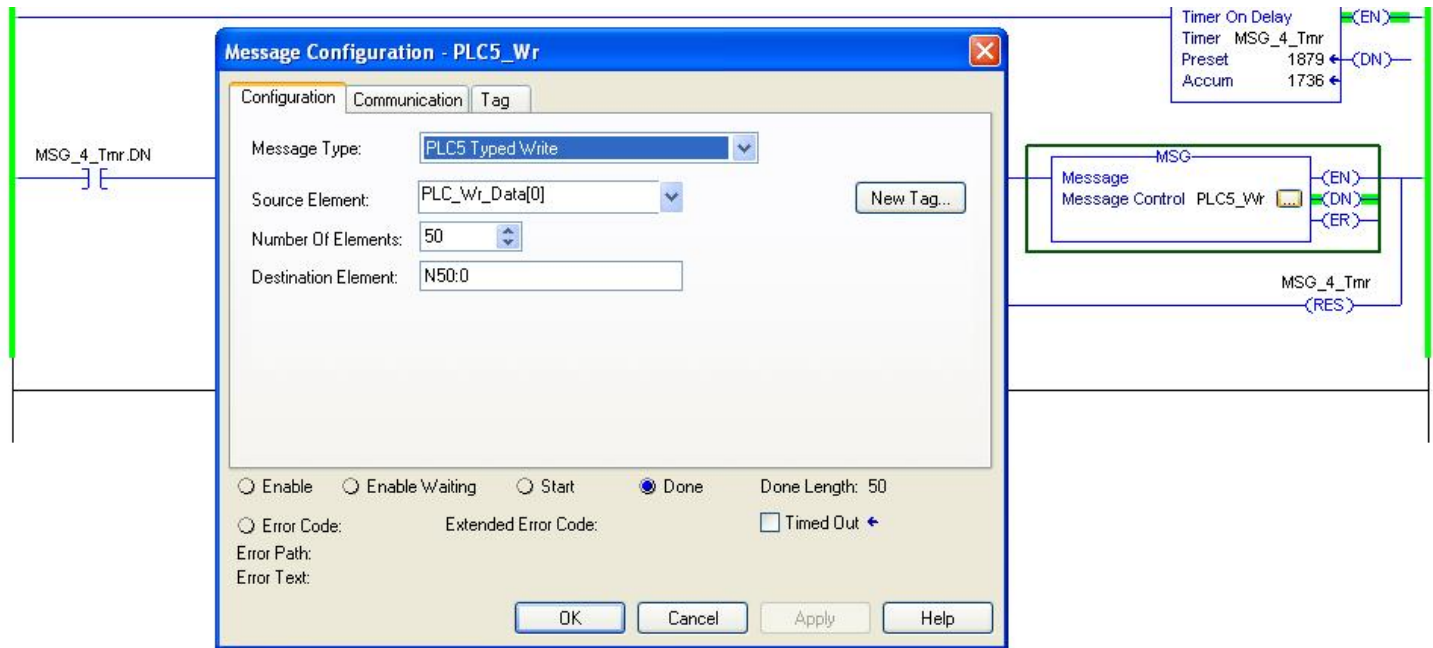 Timer On Delay (EN)
Timer MSG_4_Tmr
Preset 1879 (DN)
Accum 1736
Message Configuration - PLC5_Wr
Configuration Communication Tag
Message Type: PLC5 Typed Write
Source Element: PLC_Wr_Data[0] New Tag...
Number Of Elements: 50
Destination Element: N50:0
Enable Enable Waiting Start Done Done Length: 50
Error Code: Extended Error Code: Timed Out
Error Path:
Error Text:
OK Cancel Apply Help
MSG_4_Tmr.DN
MSG
Message (EN)
Message Control PLC5_Wr ... (DN)
(ER)
MSG_4_Tmr
(RES)